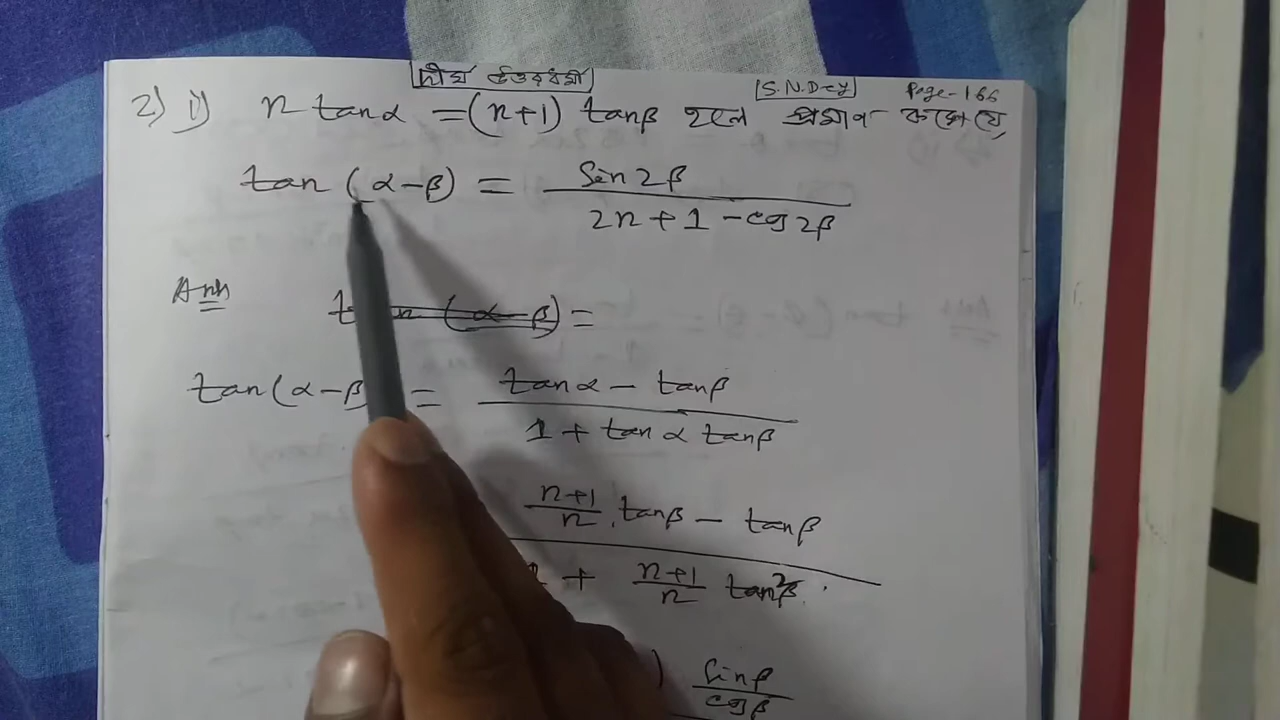 দীর্ঘ উত্তরধর্মী
[S.N.Dey] Page-166
2) i) n tanα = (n+1) tanβ হলে প্রমাণ করো যে,
tan (α-β) = sin 2β / 2n + 1 - cos 2β
Ans
tan (α-β) =
tan(α-β) = tanα - tanβ / 1 + tanα tanβ
n+1/n . tanβ - tanβ
+ n+1/n tan²β .
) sinβ / cosβ